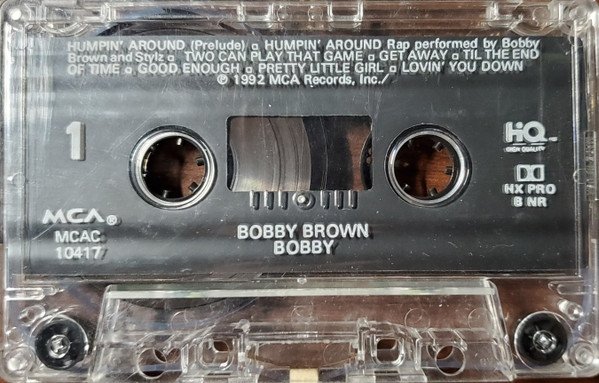 HUMPIN' AROUND (Prelude) ▫ HUMPIN' AROUND Rap performed by Bobby
Brown and Stylz ▫ TWO CAN PLAY THAT GAME ▫ GET AWAY ▫ TIL THE END
OF TIME ▫ GOOD ENOUGH ▫ PRETTY LITTLE GIRL ▫ LOVIN' YOU DOWN
℗ 1992 MCA Records, Inc.
1
HQ
HIGH QUALITY
HX PRO
B NR
MCA®
MCAC
10417
BOBBY BROWN
BOBBY